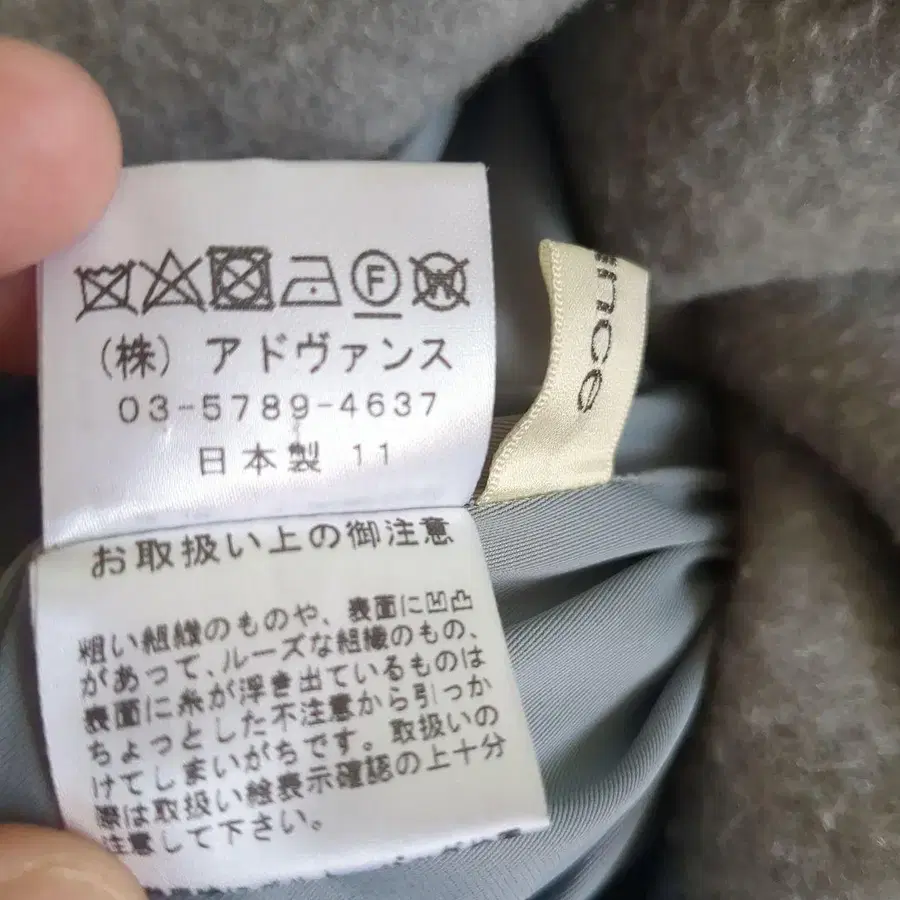 F W
(株) アドヴァンス
03-5789-4637
日本製 11
ance
お取扱い上の御注意
粗い組織のものや、表面に凹凸
があって、ルーズな組織のもの、
表面に糸が浮き出ているものは
ちょっとした不注意から引っか
けてしまいがちです。取扱いの
際は取扱い絵表示確認の上十分
注意して下さい。